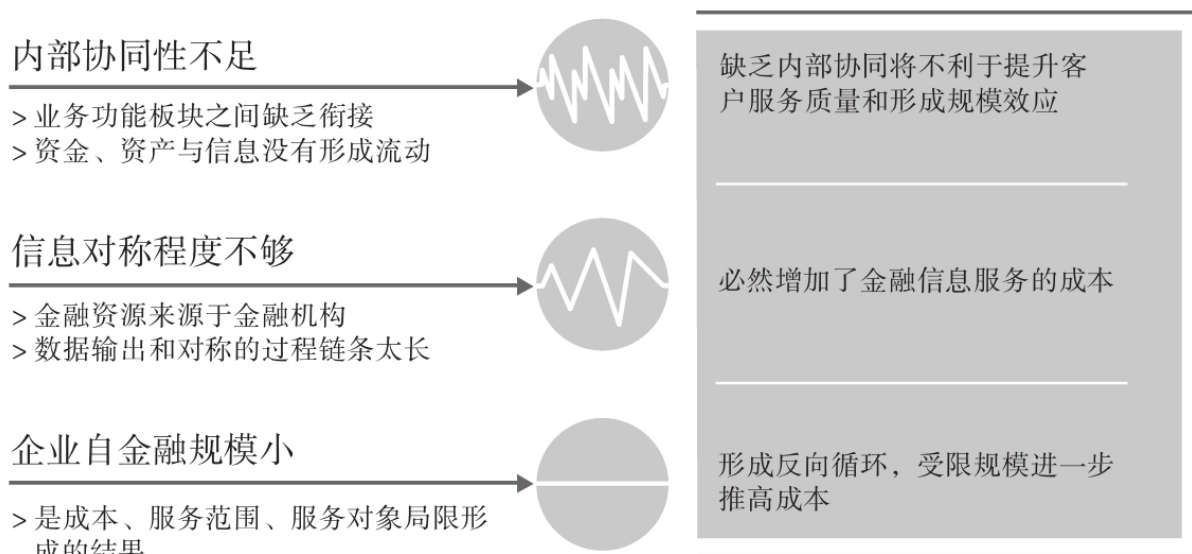 内部协同性不足
> 业务功能板块之间缺乏衔接
> 资金、资产与信息没有形成流动
缺乏内部协同将不利于提升客
户服务质量和形成规模效应
信息对称程度不够
> 金融资源来源于金融机构
> 数据输出和对称的过程链条太长
必然增加了金融信息服务的成本
企业自金融规模小
> 是成本、服务范围、服务对象局限形
成的结果
形成反向循环，受限规模进一步
推高成本